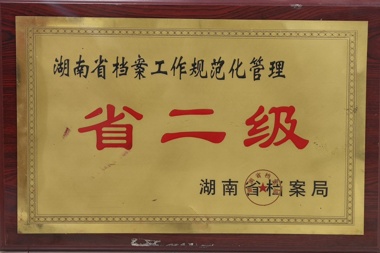 湖南省档案工作规范化管理
省二级
湖南省档案局